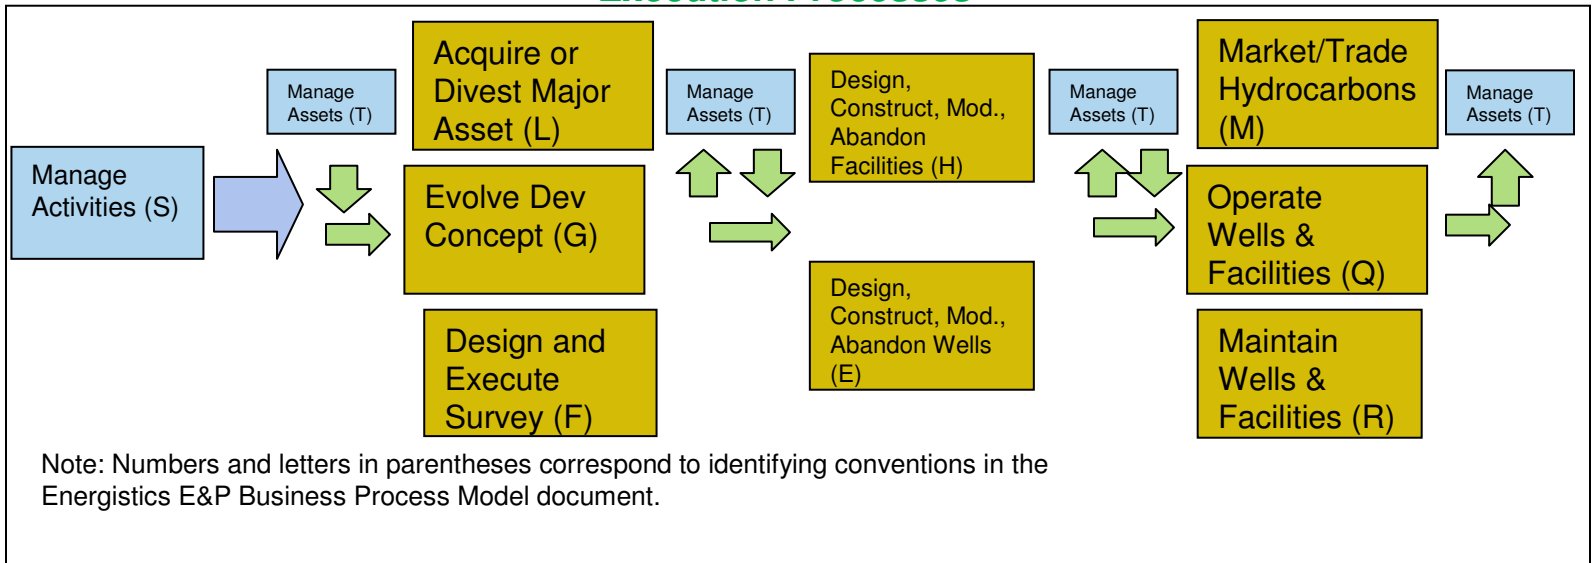 Execution Processes
Manage
Activities (S)
Manage
Assets (T)
Acquire or
Divest Major
Asset (L)
Evolve Dev
Concept (G)
Design and
Execute
Survey (F)
Manage
Assets (T)
Design,
Construct, Mod.,
Abandon
Facilities (H)
Design,
Construct, Mod.,
Abandon Wells
(E)
Manage
Assets (T)
Market/Trade
Hydrocarbons
(M)
Operate
Wells &
Facilities (Q)
Maintain
Wells &
Facilities (R)
Manage
Assets (T)
Note: Numbers and letters in parentheses correspond to identifying conventions in the
Energistics E&P Business Process Model document.